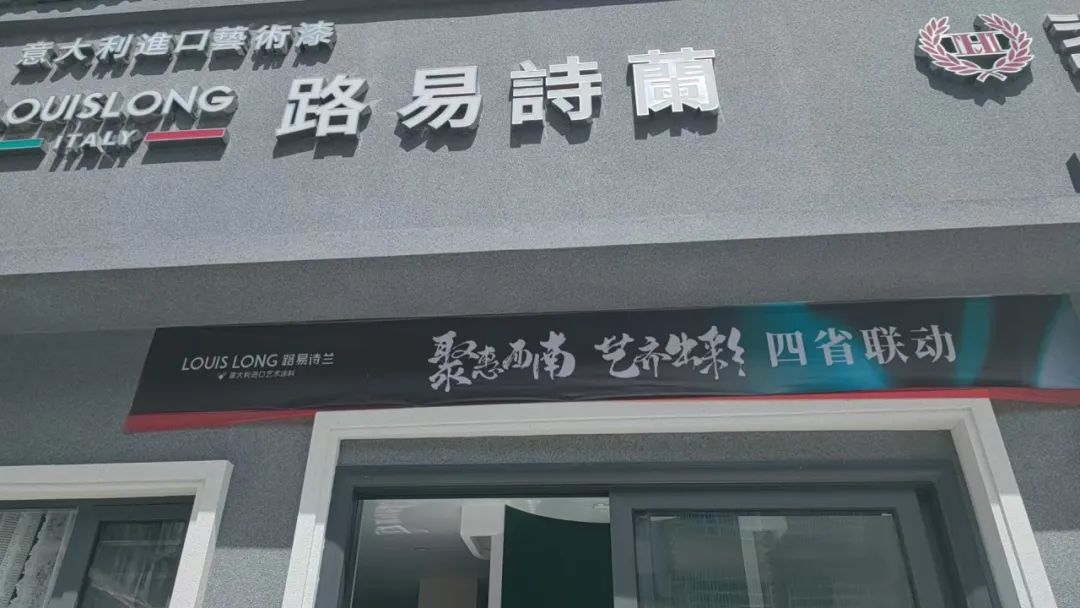 意大利進口藝術漆
OUISLONG
ITALY
路易詩蘭
LOUIS LONG 路易诗兰
意大利进口艺术涂料
聚惠西南 艺齐出彩 四省联动